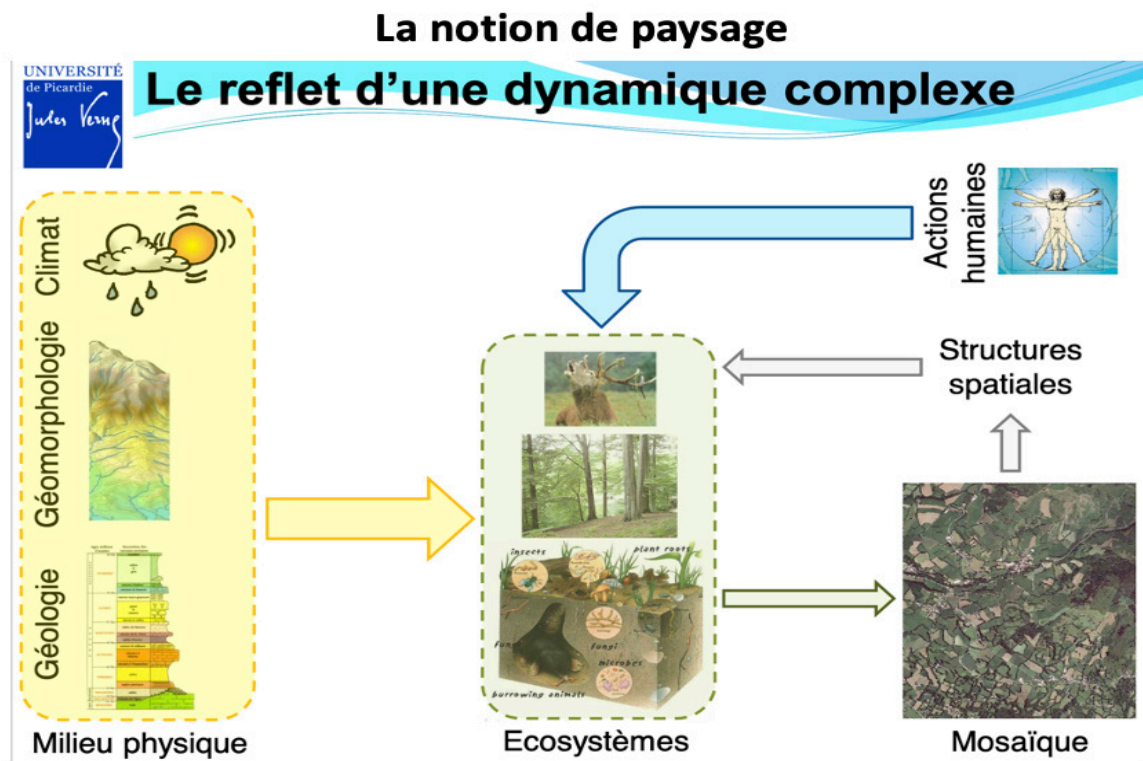 La notion de paysage
UNIVERSITÉ
de Picardie
Jules Verne
Le reflet d'une dynamique complexe
Climat
Géomorphologie
Géologie
Milieu physique
Actions
humaines
Structures
spatiales
insects
plant roots
fungi
microbes
burrowing animals
Ecosystèmes
Mosaïque